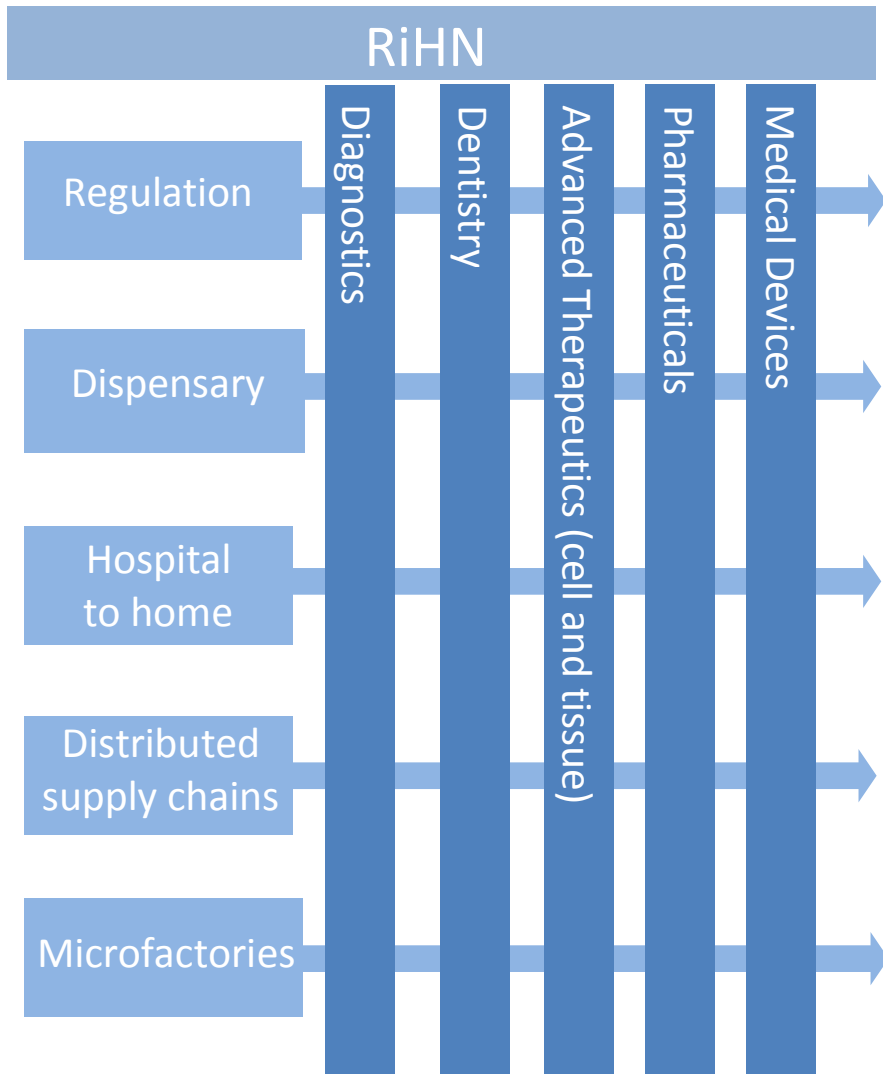 RiHN
Diagnostics
Dentistry
Advanced Therapeutics (cell and tissue)
Pharmaceuticals
Medical Devices
Regulation
Dispensary
Hospital
to home
Distributed
supply chains
Microfactories